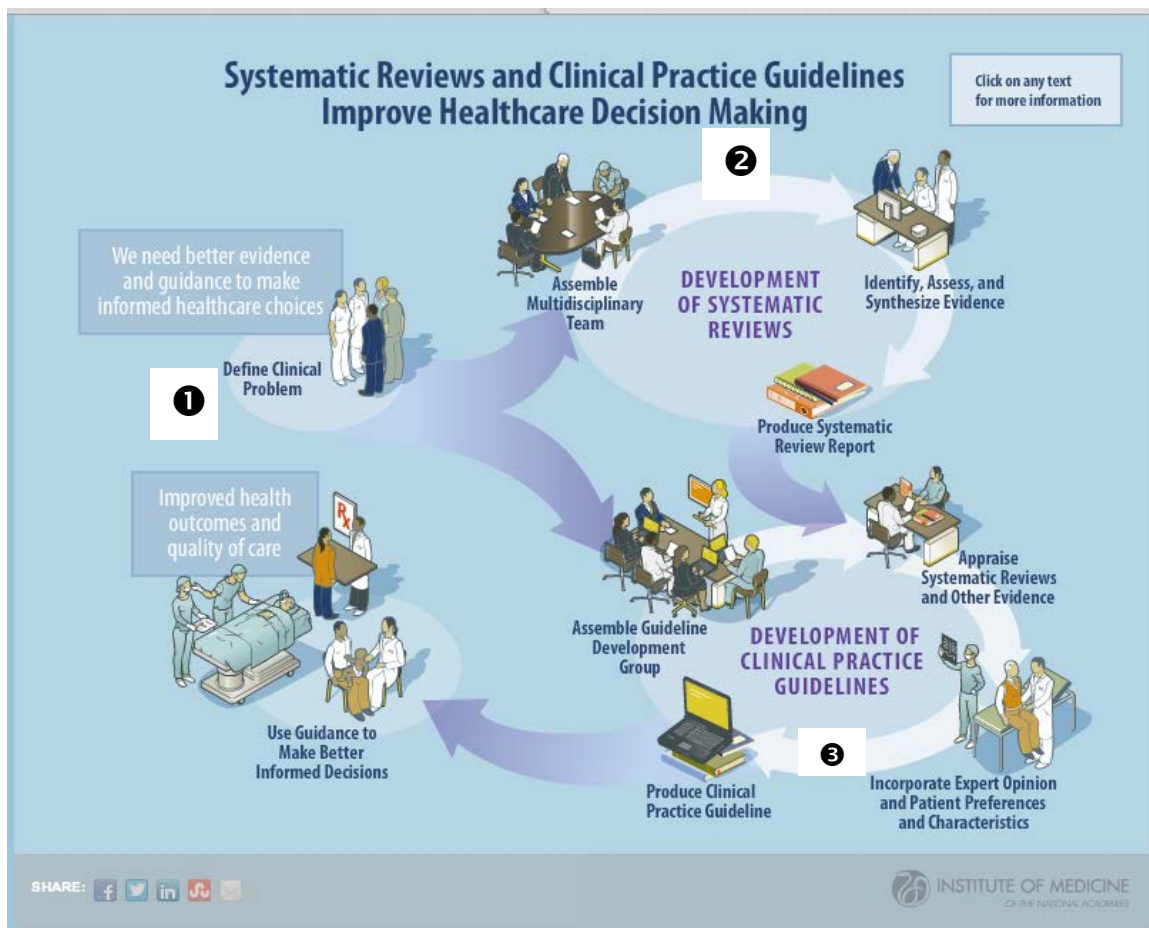 Systematic Reviews and Clinical Practice Guidelines
Improve Healthcare Decision Making
Click on any text
for more information
❷
We need better evidence
and guidance to make
informed healthcare choices
Define Clinical
Problem
❶
Assemble
Multidisciplinary
Team
DEVELOPMENT
OF SYSTEMATIC
REVIEWS
Identify, Assess, and
Synthesize Evidence
Produce Systematic
Review Report
Improved health
outcomes and
quality of care
Rx
Assemble Guideline
Development
Group
DEVELOPMENT OF
CLINICAL PRACTICE
GUIDELINES
Appraise
Systematic Reviews
and Other Evidence
Use Guidance to
Make Better
Informed Decisions
Produce Clinical
Practice Guideline
❸
Incorporate Expert Opinion
and Patient Preferences
and Characteristics
SHARE:
INSTITUTE OF MEDICINE
OF THE NATIONAL ACADEMIES